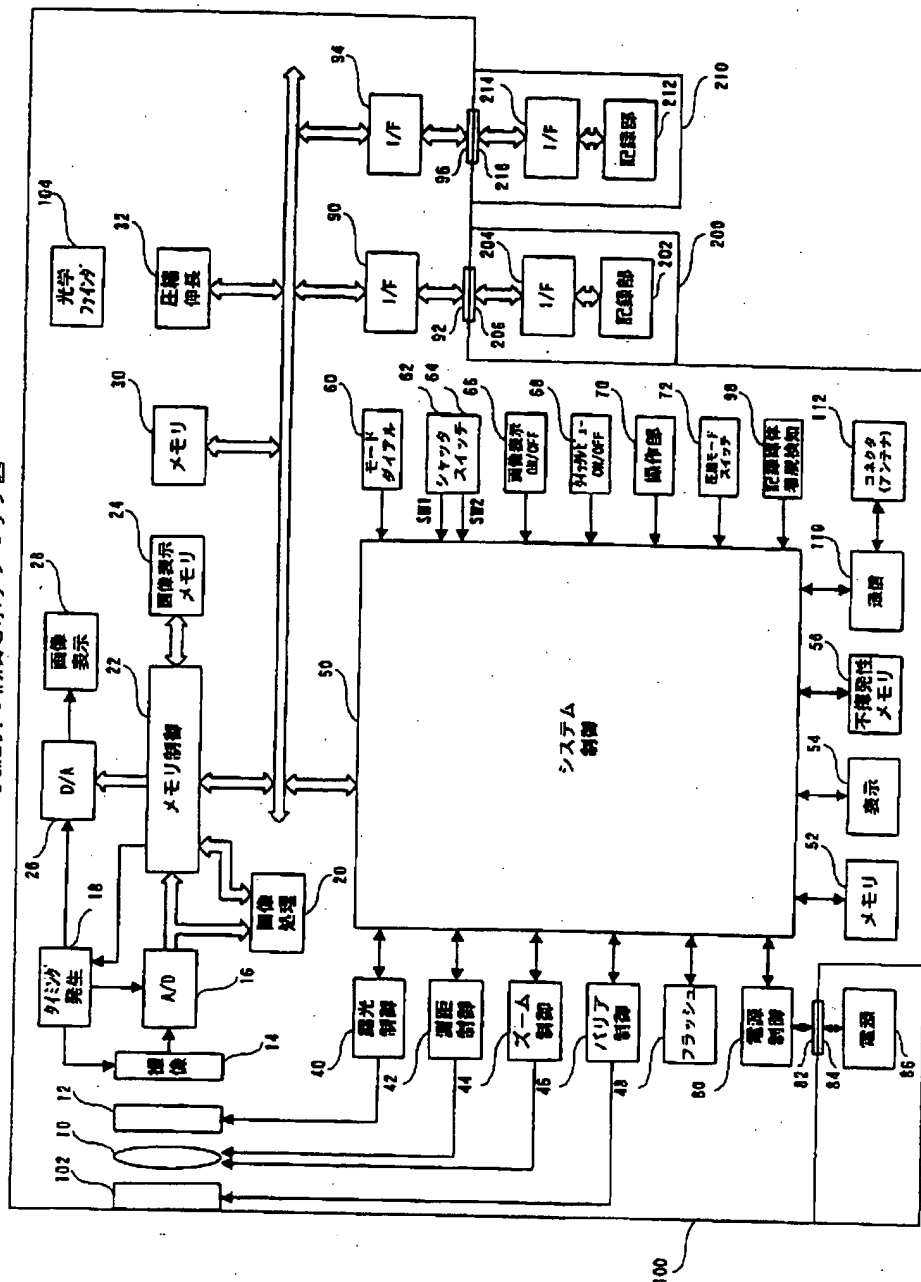 100
102
10
12
14
撮像
18
タイミング
発生
16
A/D
26
D/A
28
画像
表示
22
メモリ制御
24
画像表示
メモリ
20
画像
処理
30
メモリ
32
圧縮
伸長
104
光学
ファインダ
90
I/F
94
I/F
92
206
96
216
204
I/F
214
I/F
202
記録部
212
記録部
200
210
50
システム
制御
60
モード
ダイアル
62
64
シャッタ
スイッチ
SW1
SW2
66
画像表示
ON/OFF
68
クイックレビュー
ON/OFF
70
操作部
72
圧縮モード
スイッチ
98
記録媒体
着脱検知
112
コネクタ
(アンテナ)
110
通信
56
不揮発性
メモリ
54
表示
52
メモリ
40
露光
制御
42
測距
制御
44
ズーム
制御
46
バリア
制御
48
フラッシュ
80
電源
制御
82
84
86
電源